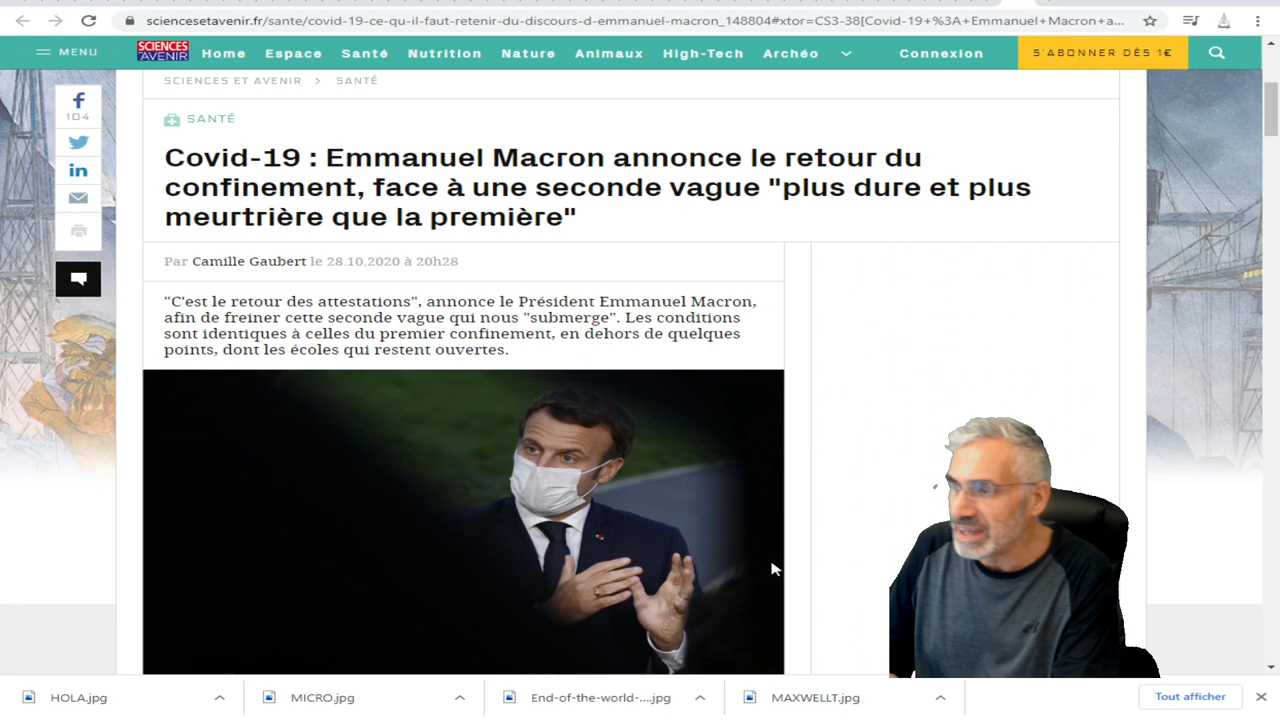 sciencesetavenir.fr/sante/covid-19-ce-qu-il-faut-retenir-du-discours-d-emmanuel-macron_148804#xtor=CS3-38[Covid-19+%3A+Emmanuel+Macron+a...
MENU
SCIENCES
AVENIR
Home
Espace
Santé
Nutrition
Nature
Animaux
High-Tech
Archéo
Connexion
S'ABONNER DÈS 1€
SCIENCES ET AVENIR > SANTÉ
f
104
in
SANTÉ
Covid-19 : Emmanuel Macron annonce le retour du
confinement, face à une seconde vague "plus dure et plus
meurtrière que la première"
Par Camille Gaubert le 28.10.2020 à 20h28
"C'est le retour des attestations", annonce le Président Emmanuel Macron,
afin de freiner cette seconde vague qui nous "submerge". Les conditions
sont identiques à celles du premier confinement, en dehors de quelques
points, dont les écoles qui restent ouvertes.
HOLA.jpg
MICRO.jpg
End-of-the-world-....jpg
MAXWELLT.jpg
Tout afficher